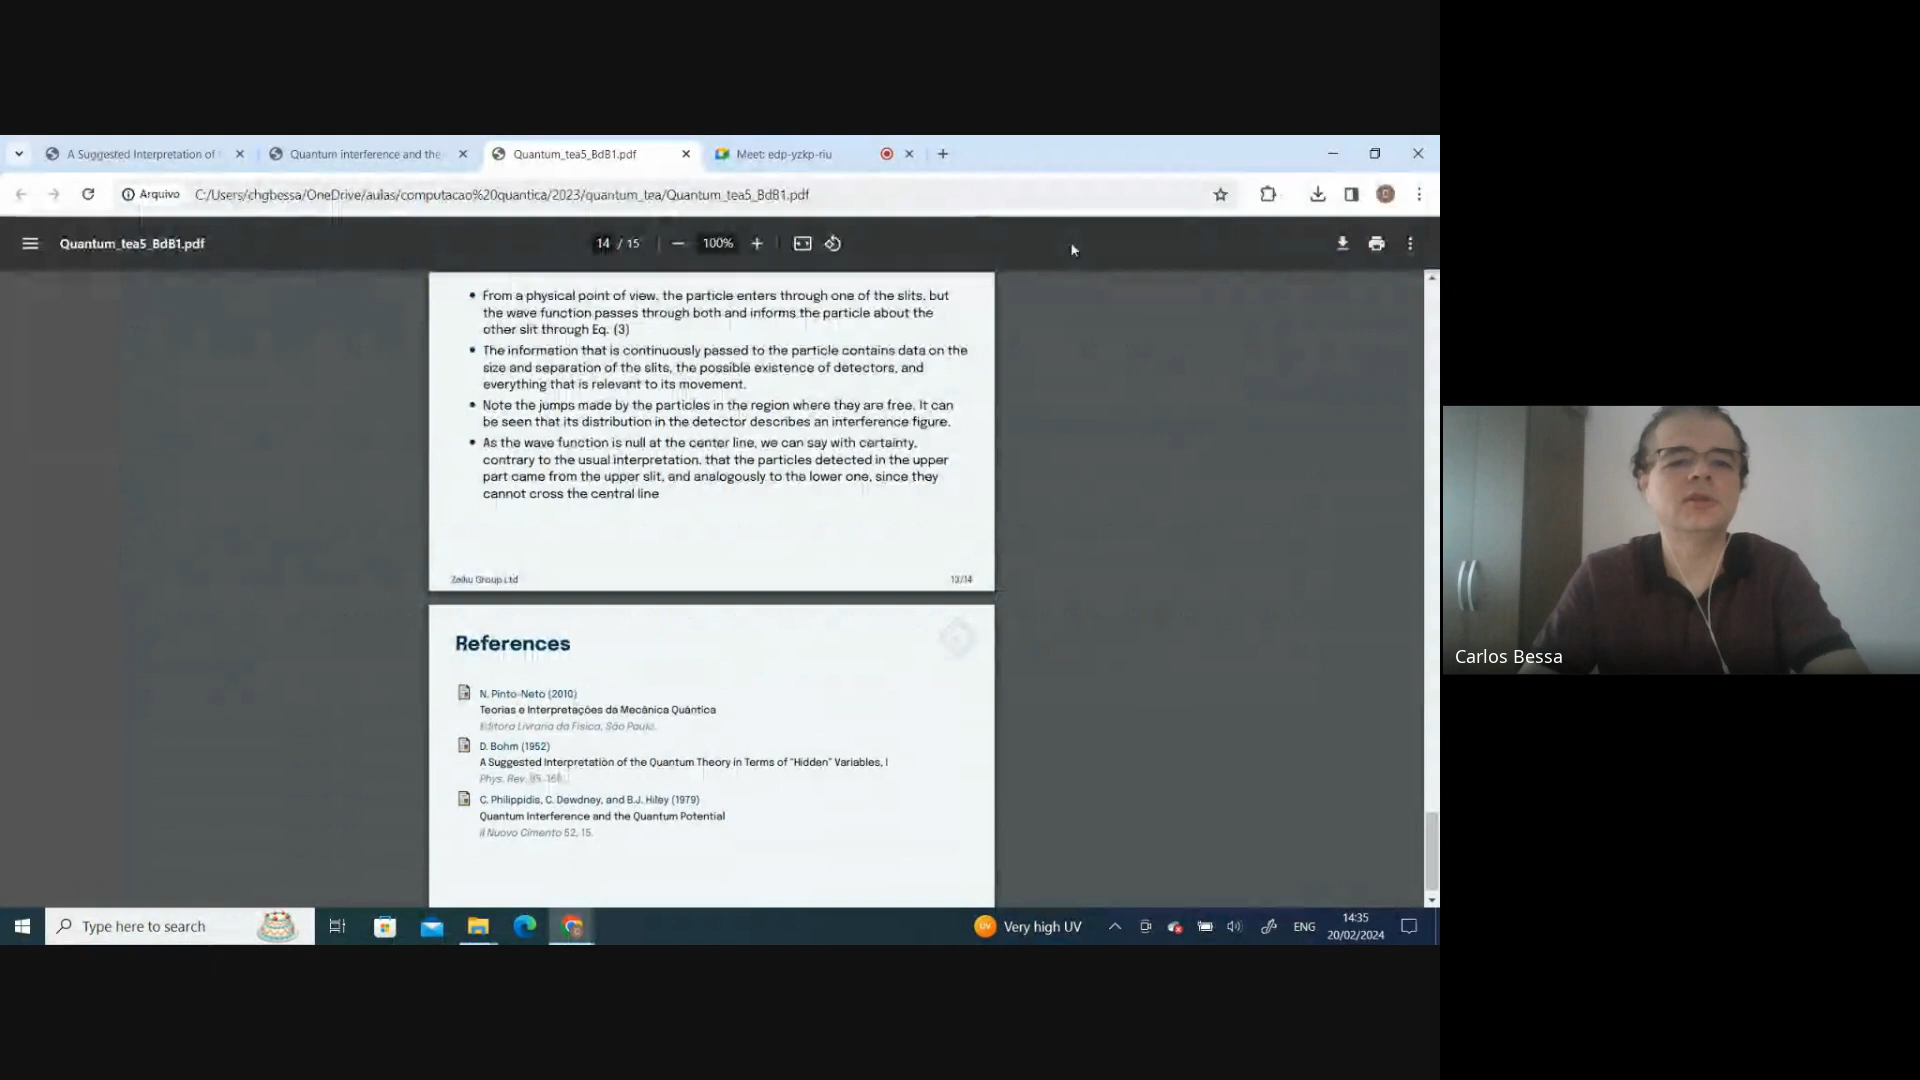 A Suggested Interpretation of
Quantum interference and the
Quantum_tea5_BdB1.pdf
Meet: edp-yzkp-riu
Arquivo
C:/Users/chgbessa/OneDrive/aulas/computacao%20quantica/2023/quantum_tea/Quantum_tea5_BdB1.pdf
Quantum_tea5_BdB1.pdf
14 / 15
100%
• From a physical point of view, the particle enters through one of the slits, but
the wave function passes through both and informs the particle about the
other slit through Eq. (3)
• The information that is continuously passed to the particle contains data on the
size and separation of the slits, the possible existence of detectors, and
everything that is relevant to its movement.
• Note the jumps made by the particles in the region where they are free. It can
be seen that its distribution in the detector describes an interference figure.
• As the wave function is null at the center line, we can say with certainty,
contrary to the usual interpretation, that the particles detected in the upper
part came from the upper slit, and analogously to the lower one, since they
cannot cross the central line
Zaiku Group Ltd
13/14
References
N. Pinto-Neto (2010)
Teorias e Interpretações da Mecânica Quântica
Editora Livraria da Física, São Paulo.
D. Bohm (1952)
A Suggested Interpretation of the Quantum Theory in Terms of "Hidden" Variables, I
Phys. Rev.
C. Philippidis, C. Dewdney, and B.J. Hiley (1979)
Quantum Interference and the Quantum Potential
Il Nuovo Cimento 52, 15.
Carlos Bessa
Type here to search
UV
Very high UV
ENG
14:35
20/02/2024